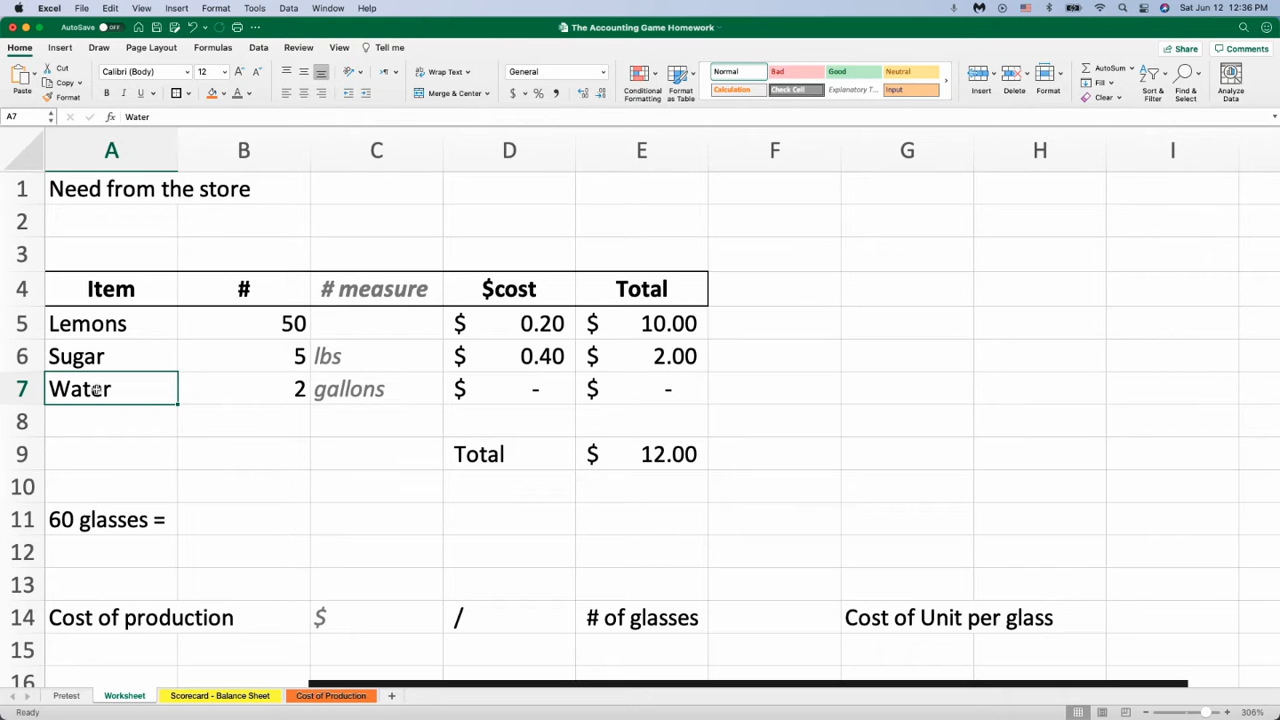 Excel File Edit View Insert Format Tools Data Window Help Sat Jun 12 12:36 PM
AutoSave OFF The Accounting Game Homework
Home Insert Draw Page Layout Formulas Data Review View Tell me Share Comments
Paste Cut Copy Format Calibri (Body) 12 Wrap Text General Conditional Formatting Format as Table Normal Bad Good Neutral Insert Delete Format AutoSum Fill Clear Sort & Filter Find & Select Analyze Data
B I U Merge & Center $ % Calculation Check Cell Explanatory T... Input
A7 fx Water
A B C D E F G H I
1 Need from the store
2
3
4 Item # # measure $cost Total
5 Lemons 50 $ 0.20 $ 10.00
6 Sugar 5 lbs $ 0.40 $ 2.00
7 Water 2 gallons $ - $ -
8
9 Total $ 12.00
10
11 60 glasses =
12
13
14 Cost of production $ / # of glasses Cost of Unit per glass
15
16
Pretest Worksheet Scorecard - Balance Sheet Cost of Production +
Ready 306%